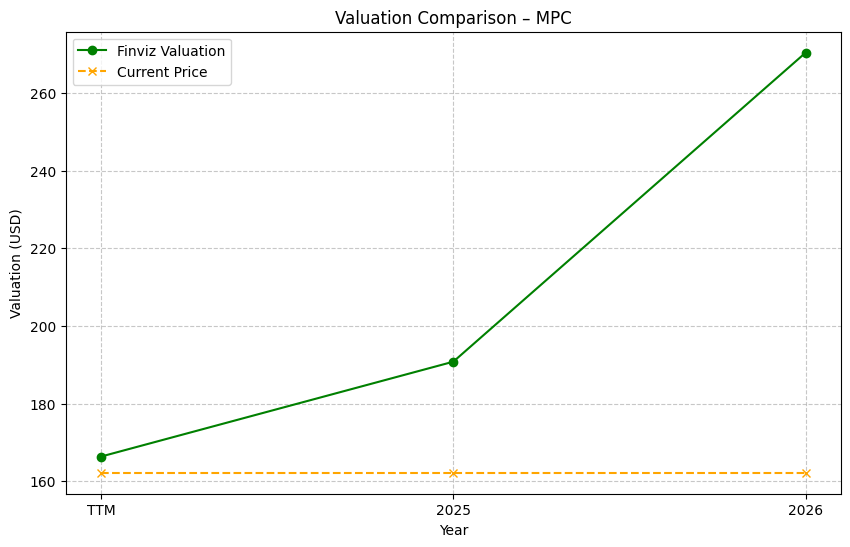 Valuation Comparison – MPC
Finviz Valuation
Current Price
Valuation (USD)
260
240
220
200
180
160
TTM
2025
2026
Year